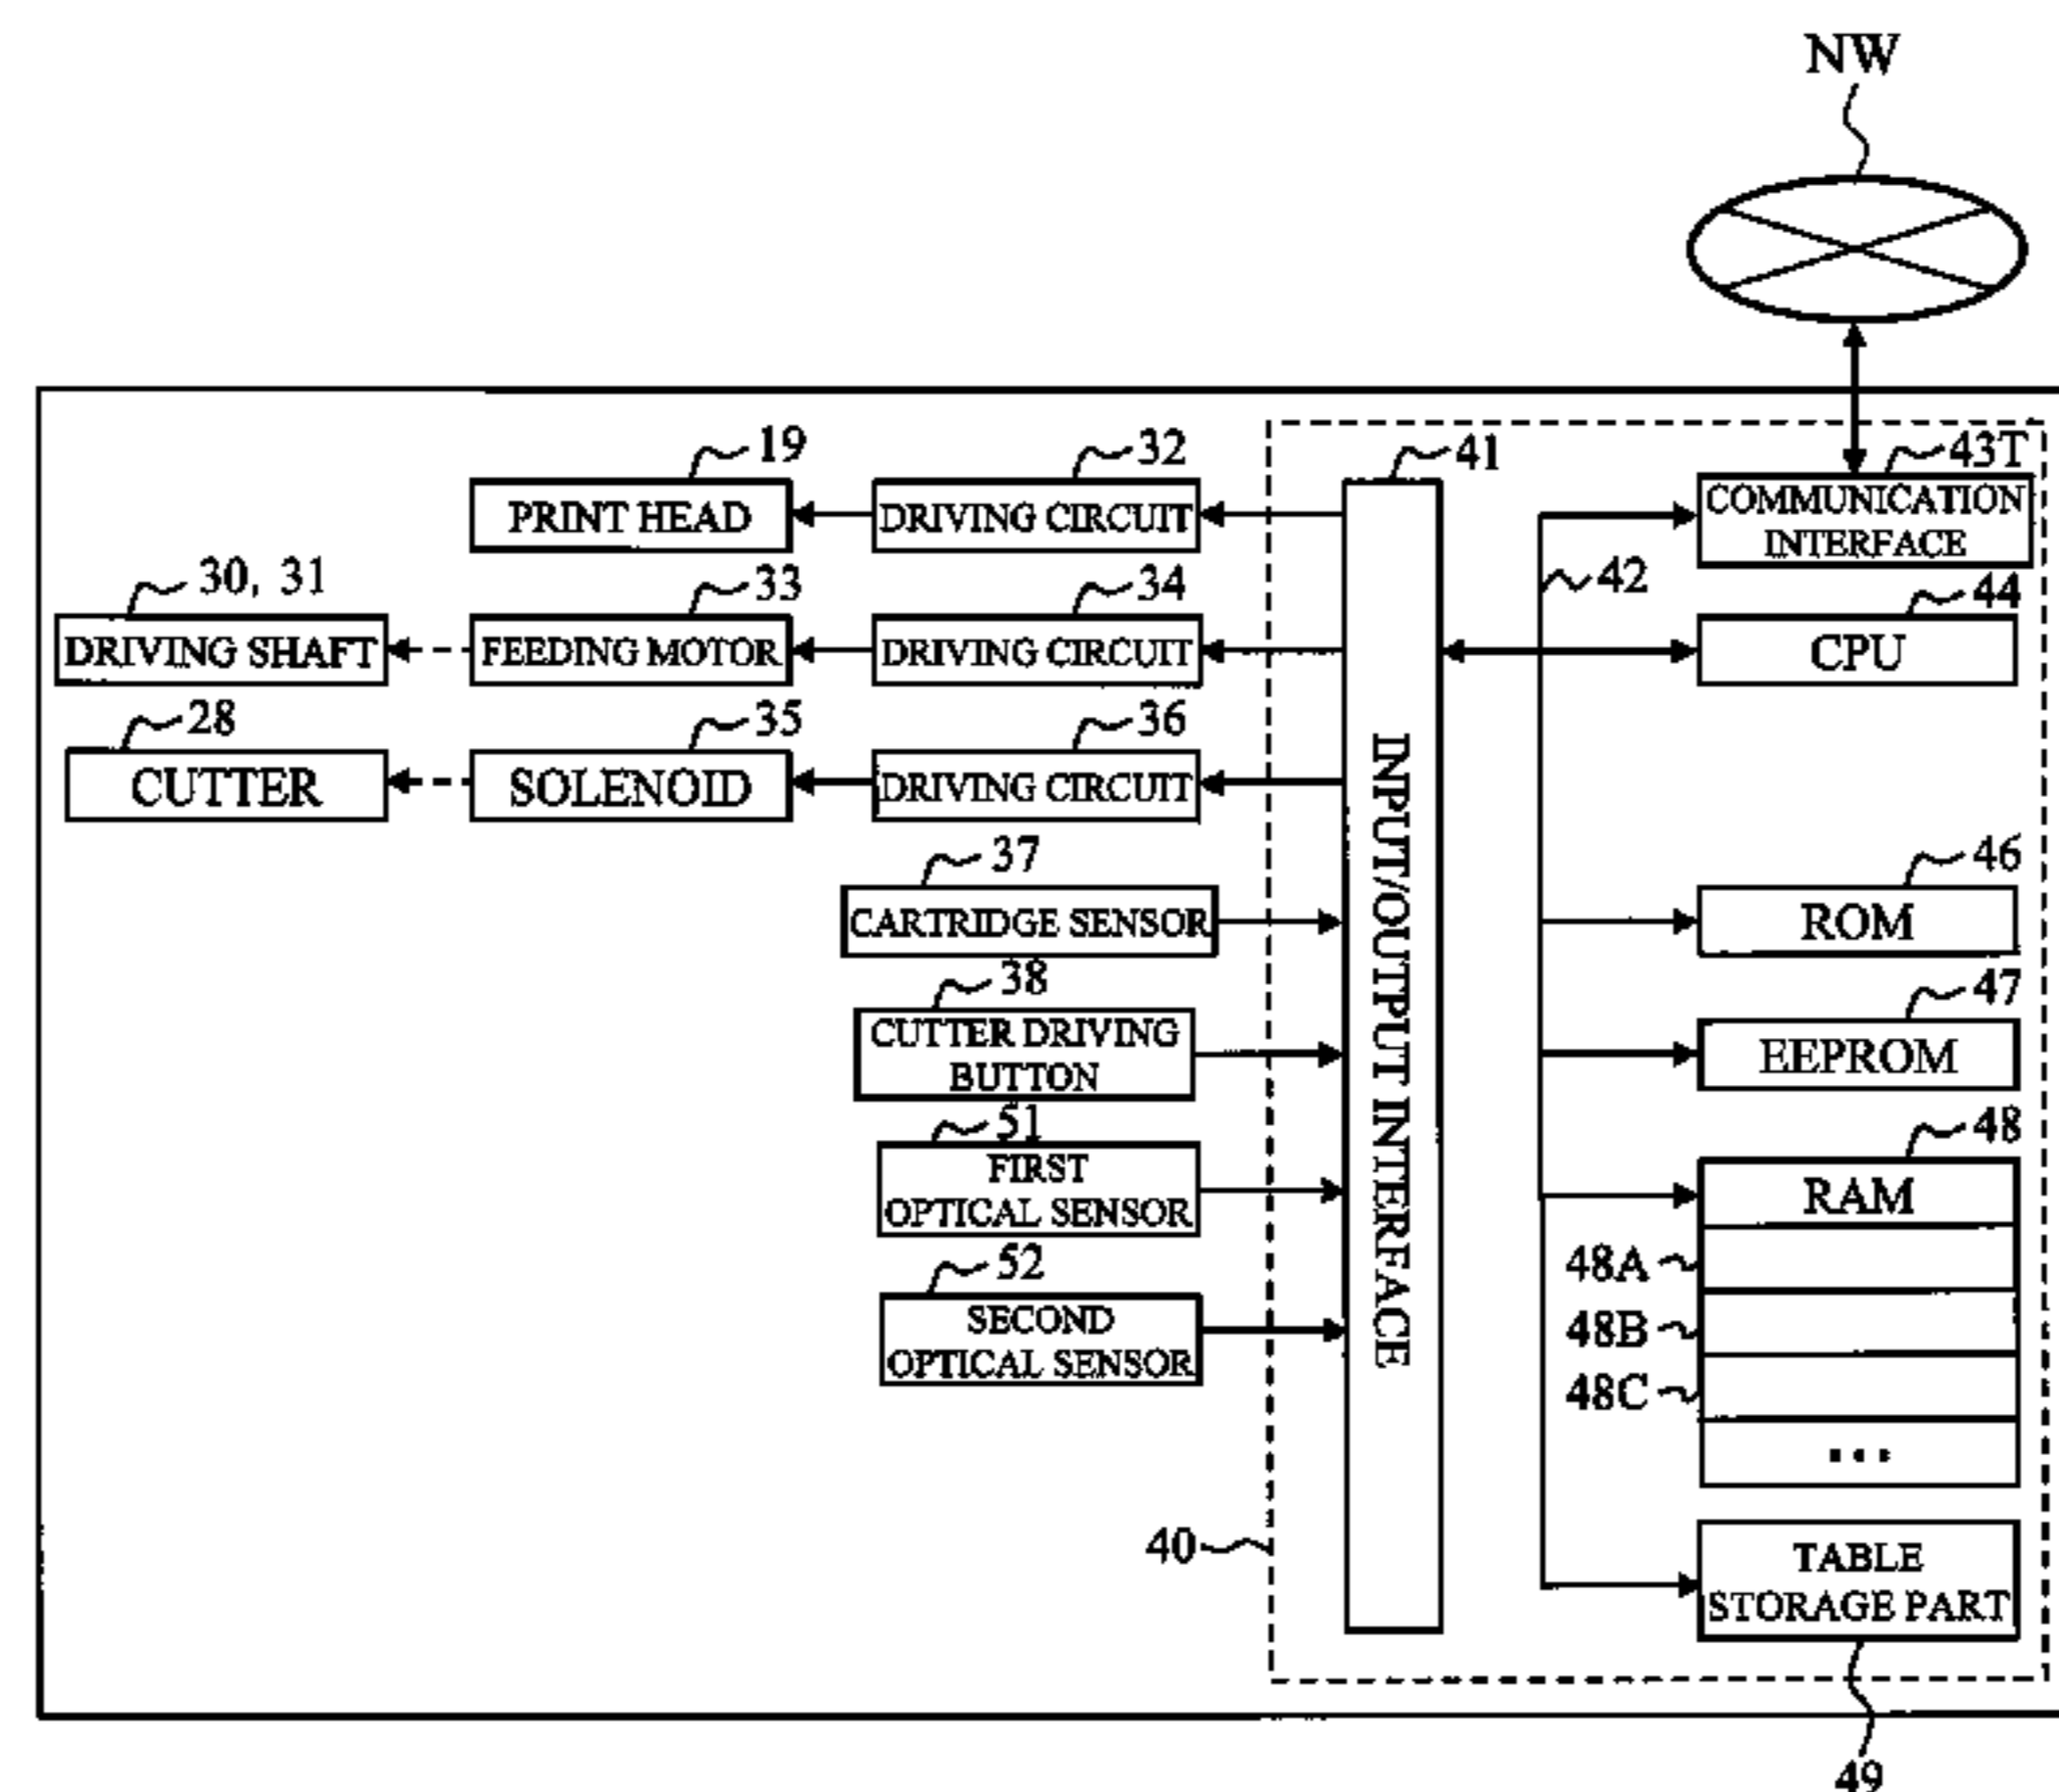 NW
19
32
41
43T
PRINT HEAD
DRIVING CIRCUIT
COMMUNICATION
INTERFACE
30, 31
33
34
42
44
DRIVING SHAFT
FEEDING MOTOR
DRIVING CIRCUIT
CPU
28
35
36
CUTTER
SOLENOID
DRIVING CIRCUIT
INPUT/OUTPUT INTERFACE
37
46
CARTRIDGE SENSOR
ROM
38
47
CUTTER DRIVING
BUTTON
EEPROM
51
48
FIRST
OPTICAL SENSOR
RAM
48A
52
SECOND
OPTICAL SENSOR
48B
48C
...
40
TABLE
STORAGE PART
49